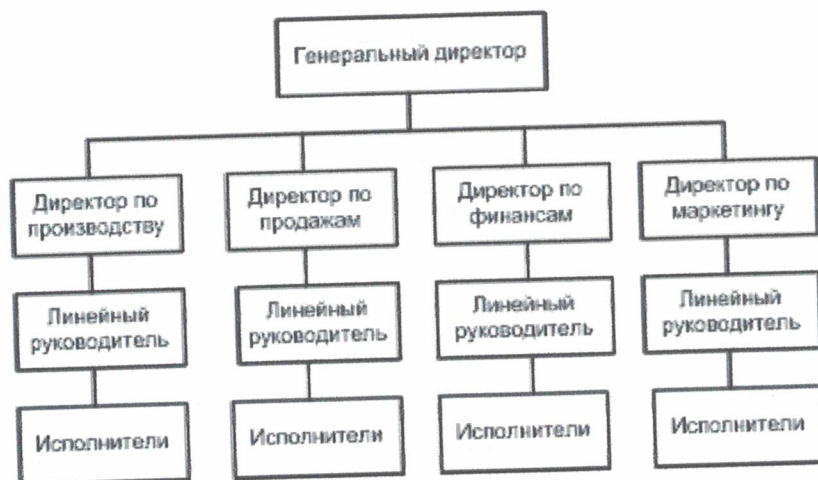 Генеральный директор
Директор по
производству
Директор по
продажам
Директор по
финансам
Директор по
маркетингу
Линейный
руководитель
Линейный
руководитель
Линейный
руководитель
Линейный
руководитель
Исполнители
Исполнители
Исполнители
Исполнители